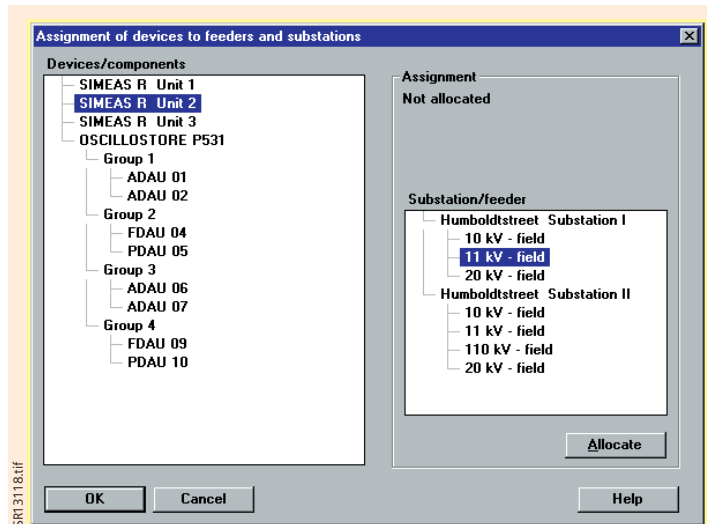 Assignment of devices to feeders and substations
Devices/components
SIMEAS R Unit 1
SIMEAS R Unit 2
SIMEAS R Unit 3
OSCILLOSTORE P531
Group 1
ADAU 01
ADAU 02
Group 2
FDAU 04
PDAU 05
Group 3
ADAU 06
ADAU 07
Group 4
FDAU 09
PDAU 10
Assignment
Not allocated
Substation/feeder
Humboldtstreet Substation I
10 kV - field
11 kV - field
20 kV - field
Humboldtstreet Substation II
10 kV - field
11 kV - field
110 kV - field
20 kV - field
Allocate
OK
Cancel
Help
SR13118.tif